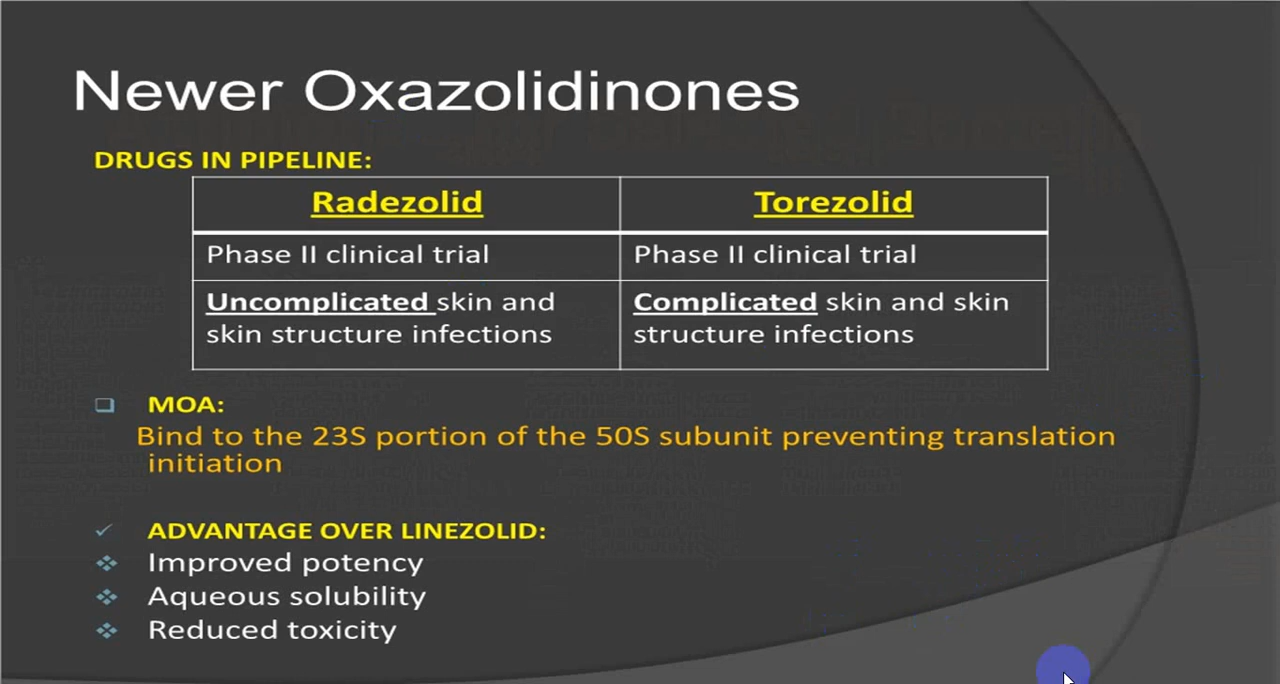 Newer Oxazolidinones
DRUGS IN PIPELINE:
Radezolid Torezolid
Phase II clinical trial Phase II clinical trial
Uncomplicated skin and Complicated skin and skin
skin structure infections structure infections
MOA:
Bind to the 23S portion of the 50S subunit preventing translation
initiation
ADVANTAGE OVER LINEZOLID:
Improved potency
Aqueous solubility
Reduced toxicity